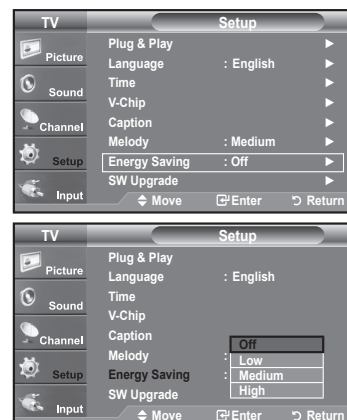 TV Setup
Picture
Sound
Channel
Setup
Input
Plug & Play
Language : English
Time
V-Chip
Caption
Melody : Medium
Energy Saving : Off
SW Upgrade
Move Enter Return
TV Setup
Picture
Sound
Channel
Setup
Input
Plug & Play
Language : English
Time
V-Chip
Caption
Melody :
Energy Saving :
SW Upgrade
Off
Low
Medium
High
Move Enter Return